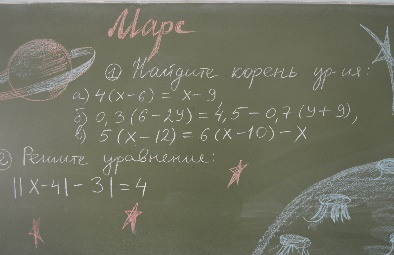 Марс
① Найдите корень ур-ия:
а) 4(x-6) = x-9,
б) 0,3(6-2y) = 4,5-0,7(y+9),
в) 5(x-12) = 6(x-10)-x
② Решите уравнения:
||x-4|-3|=4